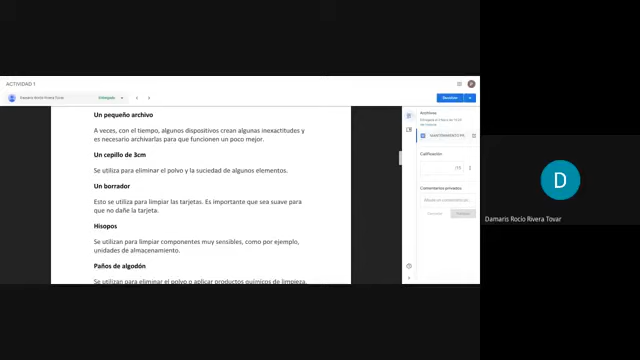 ACTIVIDAD 1
Damaris Rocio Rivera Tovar
Entregado
Devolver
Un pequeño archivo
A veces, con el tiempo, algunos dispositivos crean algunas inexactitudes y
es necesario archivarlas para que funcionen un poco mejor.
Un cepillo de 3cm
Se utiliza para eliminar el polvo y la suciedad de algunos elementos.
Un borrador
Esto se utiliza para limpiar las tarjetas. Es importante que sea suave para
que no dañe la tarjeta.
Hisopos
Se utilizan para limpiar componentes muy sensibles, como por ejemplo,
unidades de almacenamiento.
Paños de algodón
Se utilizan para eliminar el polvo o aplicar productos químicos de limpieza.
Archivos
Calificación
Comentarios privados
Cancelar
Publicar
D
Damaris Rocio Rivera Tovar